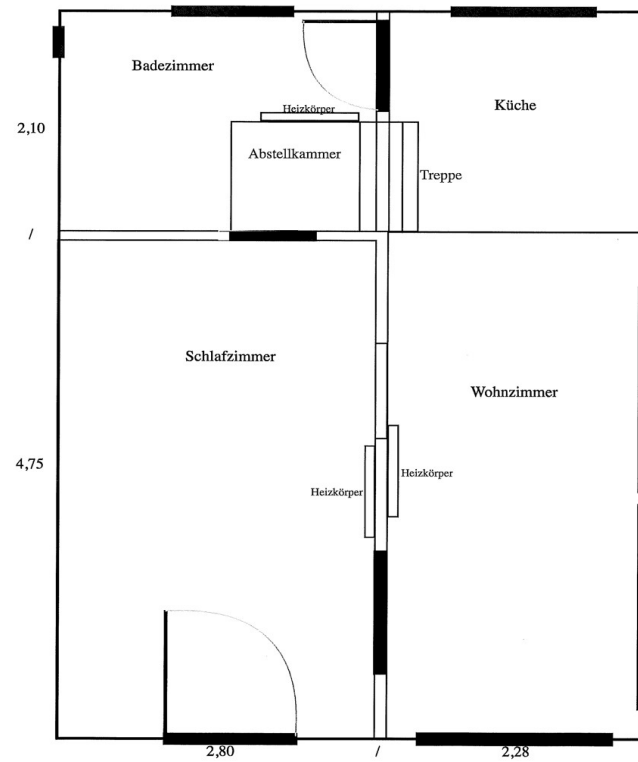 Badezimmer
Heizkörper
Küche
2,10
Abstellkammer
Treppe
/
Schlafzimmer
Wohnzimmer
4,75
Heizkörper
Heizkörper
2,80 / 2,28